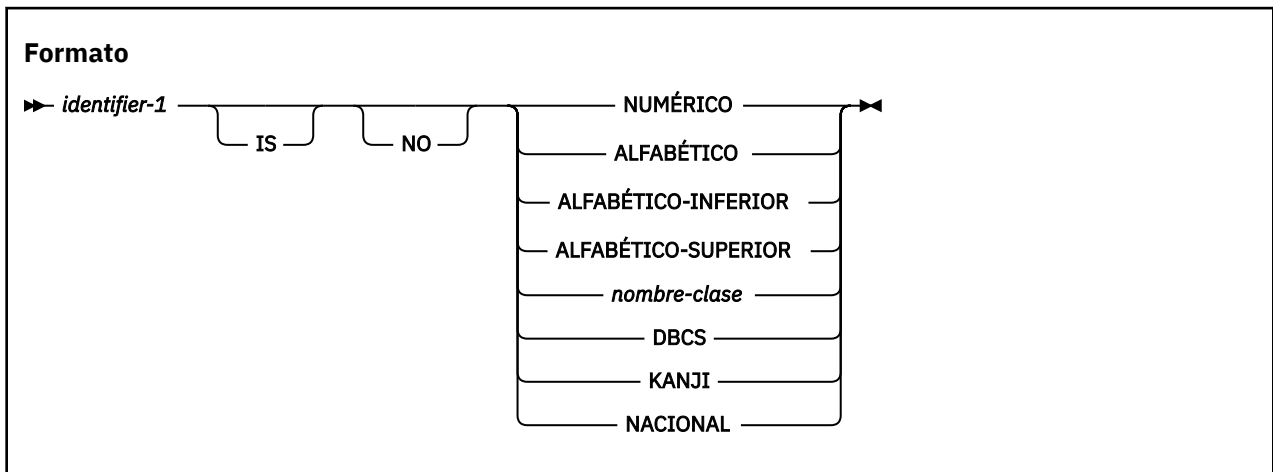 Formato
identifier-1
IS
NO
NUMÉRICO
ALFABÉTICO
ALFABÉTICO-INFERIOR
ALFABÉTICO-SUPERIOR
nombre-clase
DBCS
KANJI
NACIONAL